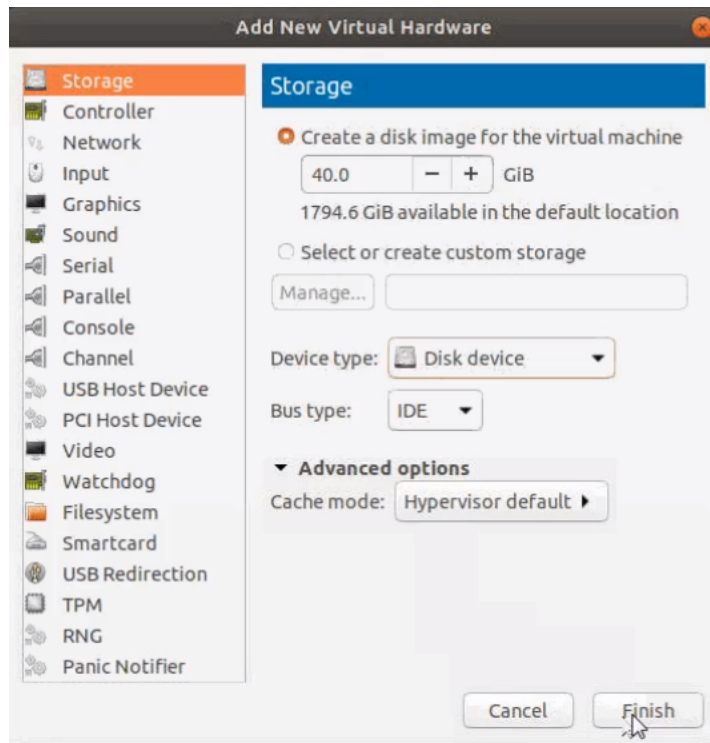 Add New Virtual Hardware
Storage
Controller
Network
Input
Graphics
Sound
Serial
Parallel
Console
Channel
USB Host Device
PCI Host Device
Video
Watchdog
Filesystem
Smartcard
USB Redirection
TPM
RNG
Panic Notifier
Storage
Create a disk image for the virtual machine
40.0 − + GiB
1794.6 GiB available in the default location
Select or create custom storage
Manage...
Device type: Disk device
Bus type: IDE
Advanced options
Cache mode: Hypervisor default
Cancel Finish